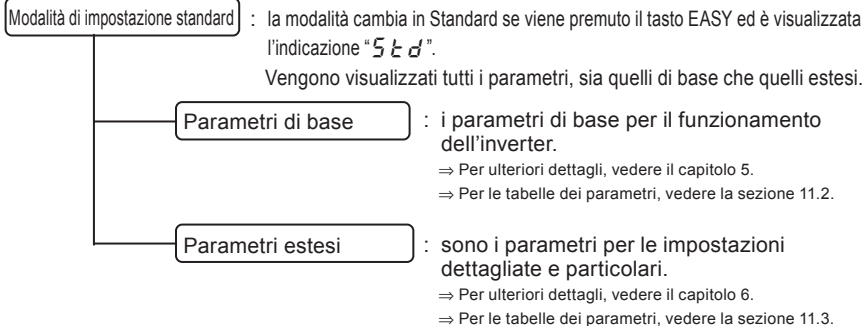 Modalità di impostazione standard : la modalità cambia in Standard se viene premuto il tasto EASY ed è visualizzata
l'indicazione “Std”.
Vengono visualizzati tutti i parametri, sia quelli di base che quelli estesi.
Parametri di base : i parametri di base per il funzionamento
dell'inverter.
⇒ Per ulteriori dettagli, vedere il capitolo 5.
⇒ Per le tabelle dei parametri, vedere la sezione 11.2.
Parametri estesi : sono i parametri per le impostazioni
dettagliate e particolari.
⇒ Per ulteriori dettagli, vedere il capitolo 6.
⇒ Per le tabelle dei parametri, vedere la sezione 11.3.